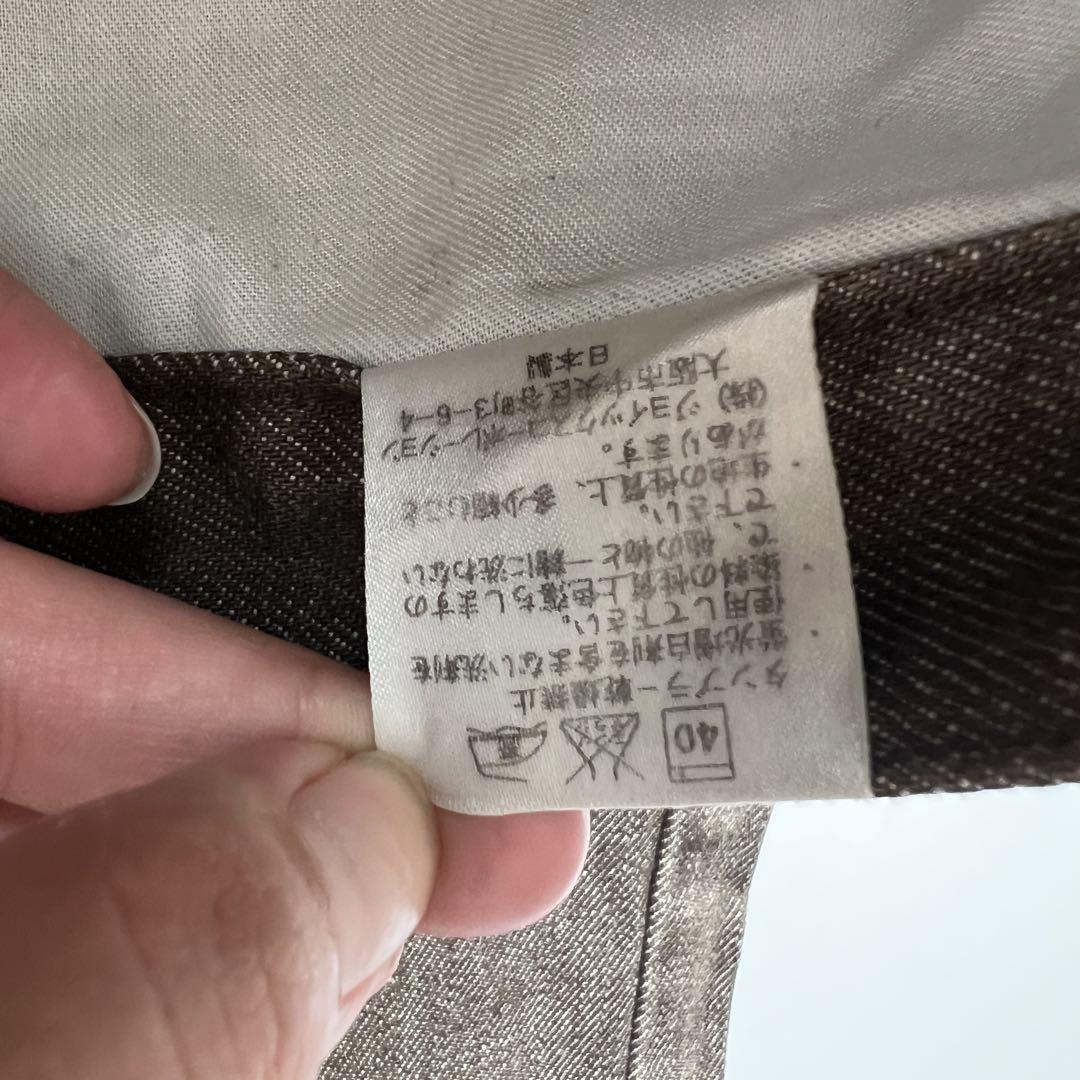 40
タンブラー乾燥禁止
蛍光増白剤を含まない洗剤を
使用して下さい。
染料の性質上色落ちしますの
で、他の物と一緒に洗わない
で下さい。
生地の性質上、多少縮むこと
があります。
(株)ジョイックスコーポレーション
大阪市中央区谷町3-6-4
日本製